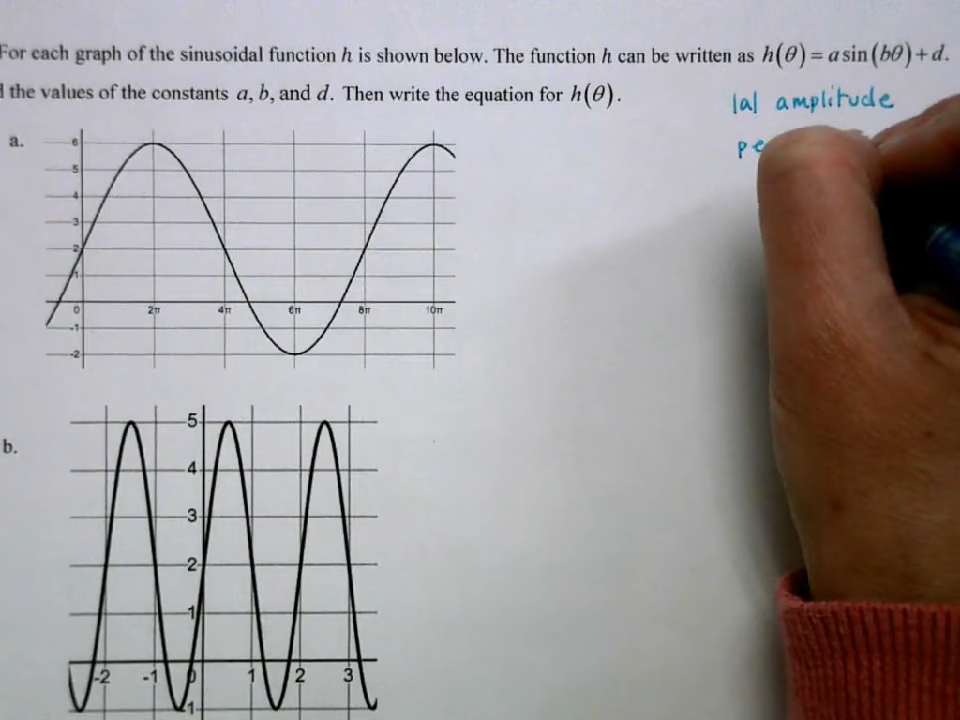 For each graph of the sinusoidal function h is shown below. The function h can be written as h(θ) = a sin(bθ) + d.
the values of the constants a, b, and d. Then write the equation for h(θ).
|a| amplitude
pe
a.
6
5
4
3
2
1
0 2π 4π 6π 8π 10π
-1
-2
b.
5
4
3
2
1
-2 -1 0 1 2 3
-1